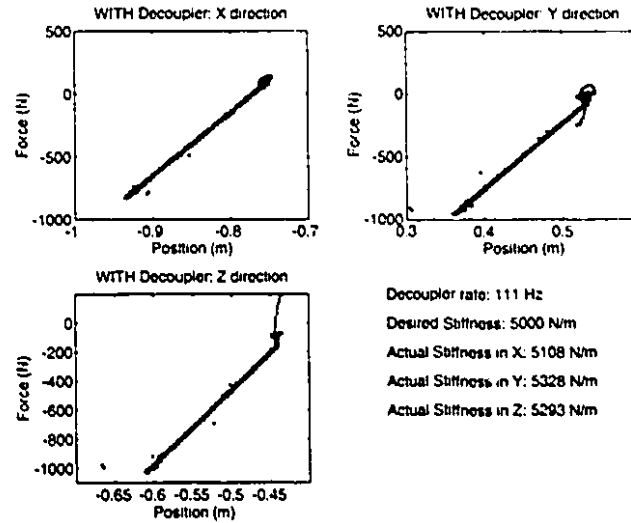 WITH Decoupler: X direction
500
0
-500
-1000
Force (N)
-1
-0.9
-0.8
-0.7
Position (m)
WITH Decoupler: Y direction
500
0
-500
-1000
Force (N)
0.3
0.4
0.5
Position (m)
WITH Decoupler: Z direction
0
-200
-400
-600
-800
-1000
Force (N)
-0.65 -0.6 -0.55 -0.5 -0.45
Position (m)
Decoupler rate: 111 Hz
Desired Stiffness: 5000 N/m
Actual Stiffness in X: 5108 N/m
Actual Stiffness in Y: 5328 N/m
Actual Stiffness in Z: 5293 N/m